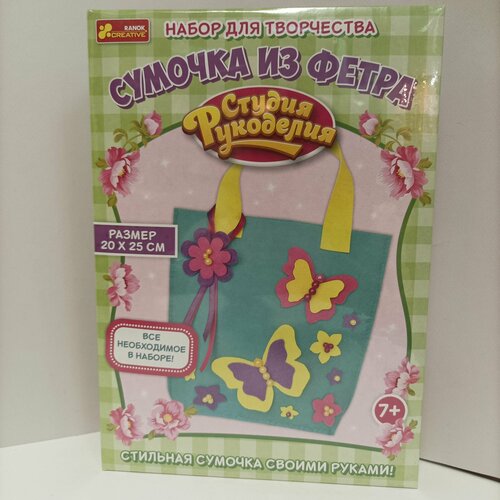 RANOK
CREATIVE
НАБОР ДЛЯ ТВОРЧЕСТВА
СУМОЧКА ИЗ ФЕТРА
Студия
Рукоделия
РАЗМЕР
20 X 25 СМ
ВСЕ
НЕОБХОДИМОЕ
В НАБОРЕ!
7+
СТИЛЬНАЯ СУМОЧКА СВОИМИ РУКАМИ!